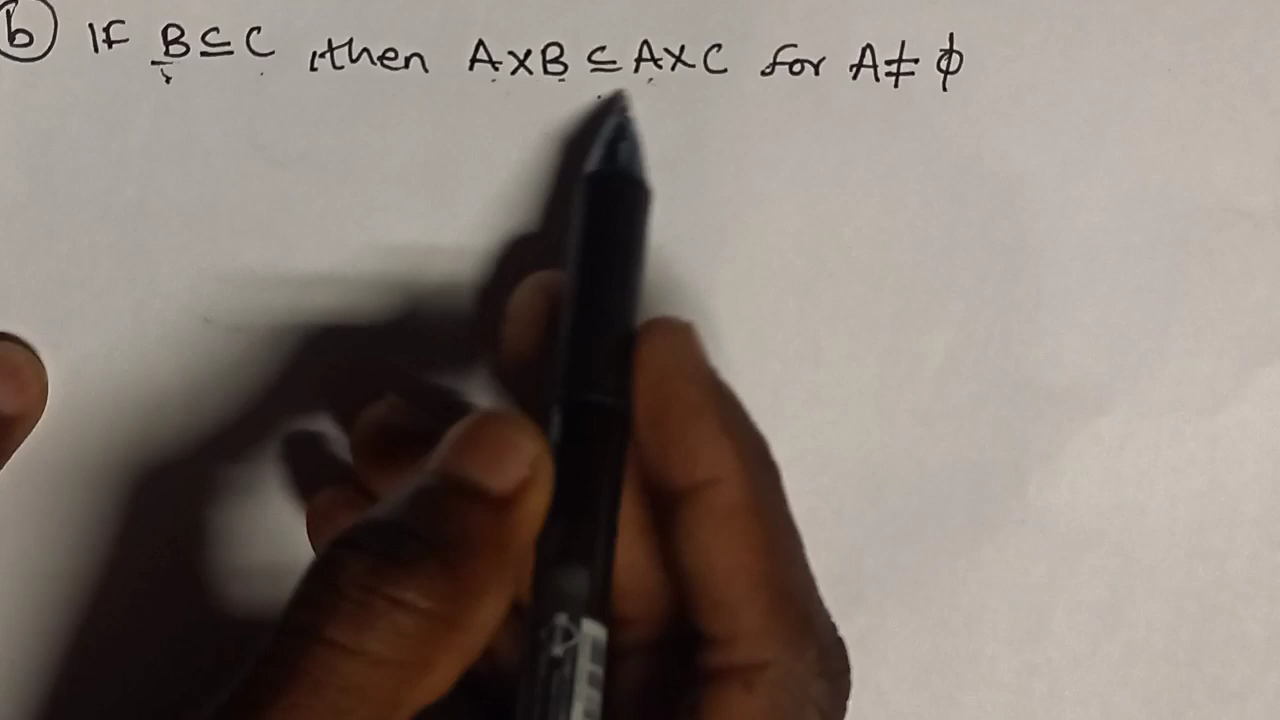 b) If B ⊆ C, then A×B ⊆ A×C for A ≠ ϕ